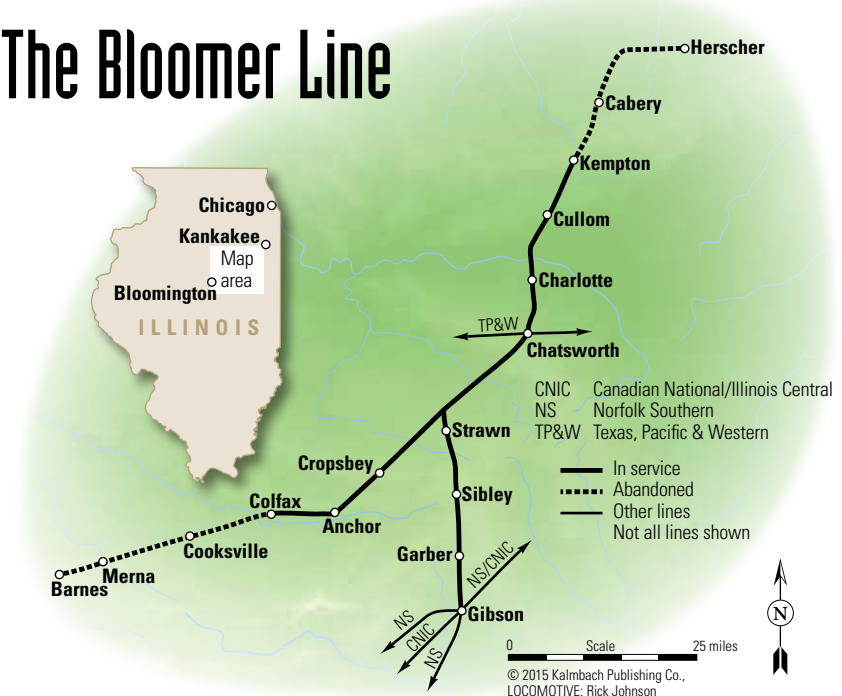 The Bloomer Line
Herscher
Cabery
Kempton
Cullom
Charlotte
TP&W
Chatsworth
Chicago
Kankakee
Map
area
Bloomington
ILLINOIS
CNIC Canadian National/Illinois Central
NS Norfolk Southern
TP&W Texas, Pacific & Western
In service
Abandoned
Other lines
Not all lines shown
Strawn
Cropsbey
Sibley
Colfax
Anchor
Cooksville
Garber
Merna
Barnes
NS/CNIC
Gibson
NS
CNIC
NS
N
0 Scale 25 miles
© 2015 Kalmbach Publishing Co.,
LOCOMOTIVE: Rick Johnson